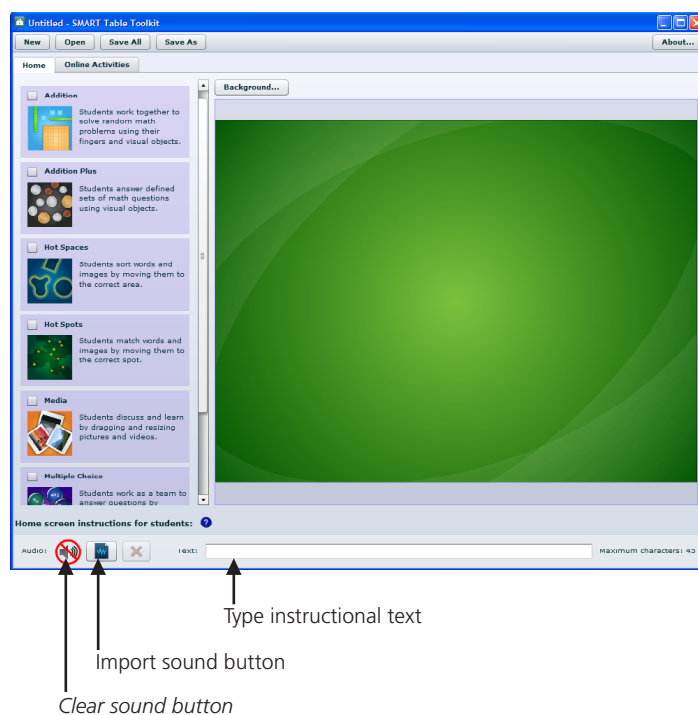 Untitled - SMART Table Toolkit
New Open Save All Save As About...
Home Online Activities
Background...
Addition
Students work together to
solve random math
problems using their
fingers and visual objects.
Addition Plus
Students answer defined
sets of math questions
using visual objects.
Hot Spaces
Students sort words and
images by moving them to
the correct area.
Hot Spots
Students match words and
images by moving them to
the correct spot.
Media
Students discuss and learn
by dragging and resizing
pictures and videos.
Multiple Choice
Students work as a team to
answer questions by
Home screen instructions for students: ?
Audio: Text: Maximum characters: 45
Type instructional text
Import sound button
Clear sound button